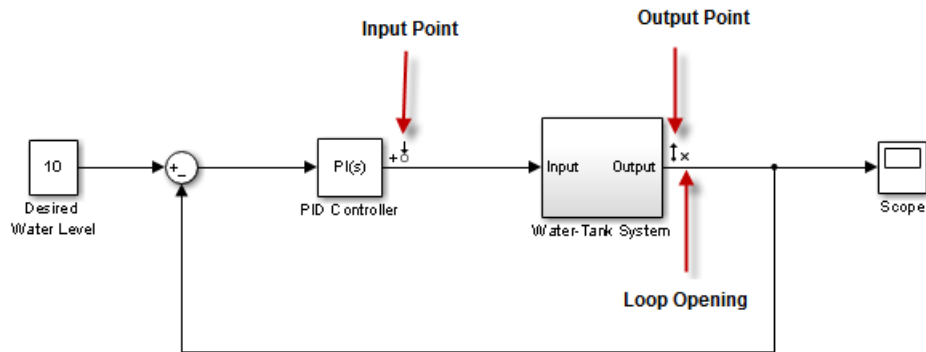 Input Point
Output Point
10
+
−
PI(s)
+
Input
Output
×
Desired
Water Level
PID Controller
Water-Tank System
Scope
Loop Opening